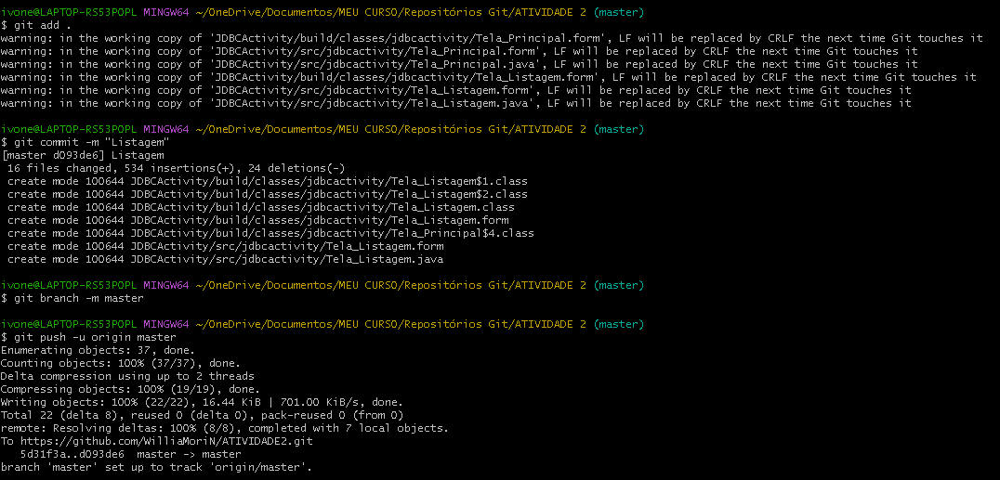 ivone@LAPTOP-RS53POPL MINGW64 ~/OneDrive/Documentos/MEU CURSO/Repositórios Git/ATIVIDADE 2 (master)
$ git add .
warning: in the working copy of 'JDBCActivity/build/classes/jdbcactivity/Tela_Principal.form', LF will be replaced by CRLF the next time Git touches it
warning: in the working copy of 'JDBCActivity/src/jdbcactivity/Tela_Principal.form', LF will be replaced by CRLF the next time Git touches it
warning: in the working copy of 'JDBCActivity/src/jdbcactivity/Tela_Principal.java', LF will be replaced by CRLF the next time Git touches it
warning: in the working copy of 'JDBCActivity/build/classes/jdbcactivity/Tela_Listagem.form', LF will be replaced by CRLF the next time Git touches it
warning: in the working copy of 'JDBCActivity/src/jdbcactivity/Tela_Listagem.form', LF will be replaced by CRLF the next time Git touches it
warning: in the working copy of 'JDBCActivity/src/jdbcactivity/Tela_Listagem.java', LF will be replaced by CRLF the next time Git touches it
ivone@LAPTOP-RS53POPL MINGW64 ~/OneDrive/Documentos/MEU CURSO/Repositórios Git/ATIVIDADE 2 (master)
$ git commit -m "Listagem"
[master d093de6] Listagem
16 files changed, 534 insertions(+), 24 deletions(-)
create mode 100644 JDBCActivity/build/classes/jdbcactivity/Tela_Listagem$1.class
create mode 100644 JDBCActivity/build/classes/jdbcactivity/Tela_Listagem$2.class
create mode 100644 JDBCActivity/build/classes/jdbcactivity/Tela_Listagem.class
create mode 100644 JDBCActivity/build/classes/jdbcactivity/Tela_Listagem.form
create mode 100644 JDBCActivity/build/classes/jdbcactivity/Tela_Principal$4.class
create mode 100644 JDBCActivity/src/jdbcactivity/Tela_Listagem.form
create mode 100644 JDBCActivity/src/jdbcactivity/Tela_Listagem.java
ivone@LAPTOP-RS53POPL MINGW64 ~/OneDrive/Documentos/MEU CURSO/Repositórios Git/ATIVIDADE 2 (master)
$ git branch -m master
ivone@LAPTOP-RS53POPL MINGW64 ~/OneDrive/Documentos/MEU CURSO/Repositórios Git/ATIVIDADE 2 (master)
$ git push -u origin master
Enumerating objects: 37, done.
Counting objects: 100% (37/37), done.
Delta compression using up to 2 threads
Compressing objects: 100% (19/19), done.
Writing objects: 100% (22/22), 16.44 KiB | 701.00 KiB/s, done.
Total 22 (delta 8), reused 0 (delta 0), pack-reused 0 (from 0)
remote: Resolving deltas: 100% (8/8), completed with 7 local objects.
To https://github.com/WilliaMoriN/ATIVIDADE2.git
5d31f3a..d093de6  master -> master
branch 'master' set up to track 'origin/master'.